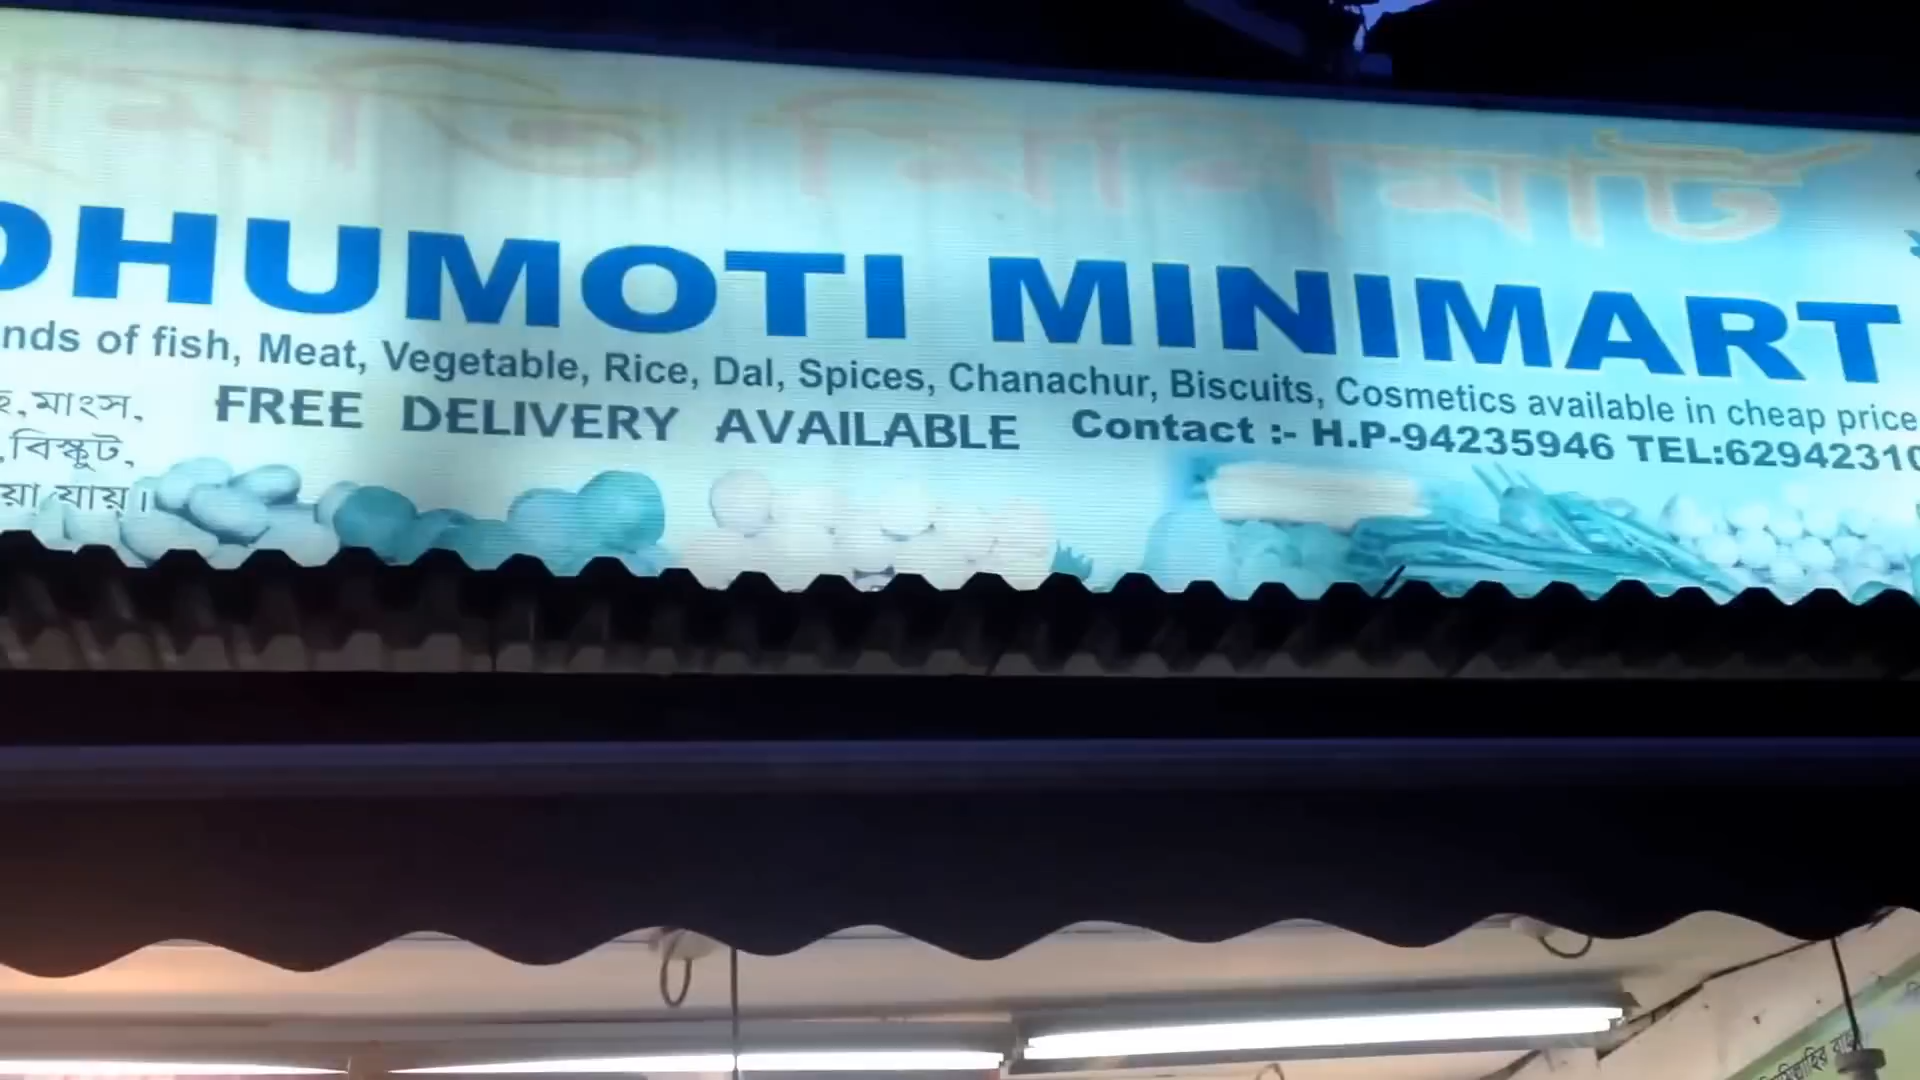 মিনিমার্ট
DHUMOTI MINIMART
nds of fish, Meat, Vegetable, Rice, Dal, Spices, Chanachur, Biscuits, Cosmetics available in cheap price
FREE DELIVERY AVAILABLE Contact :- H.P-94235946 TEL:62942310
মাংস,
বিস্কুট,
য়া যায়।